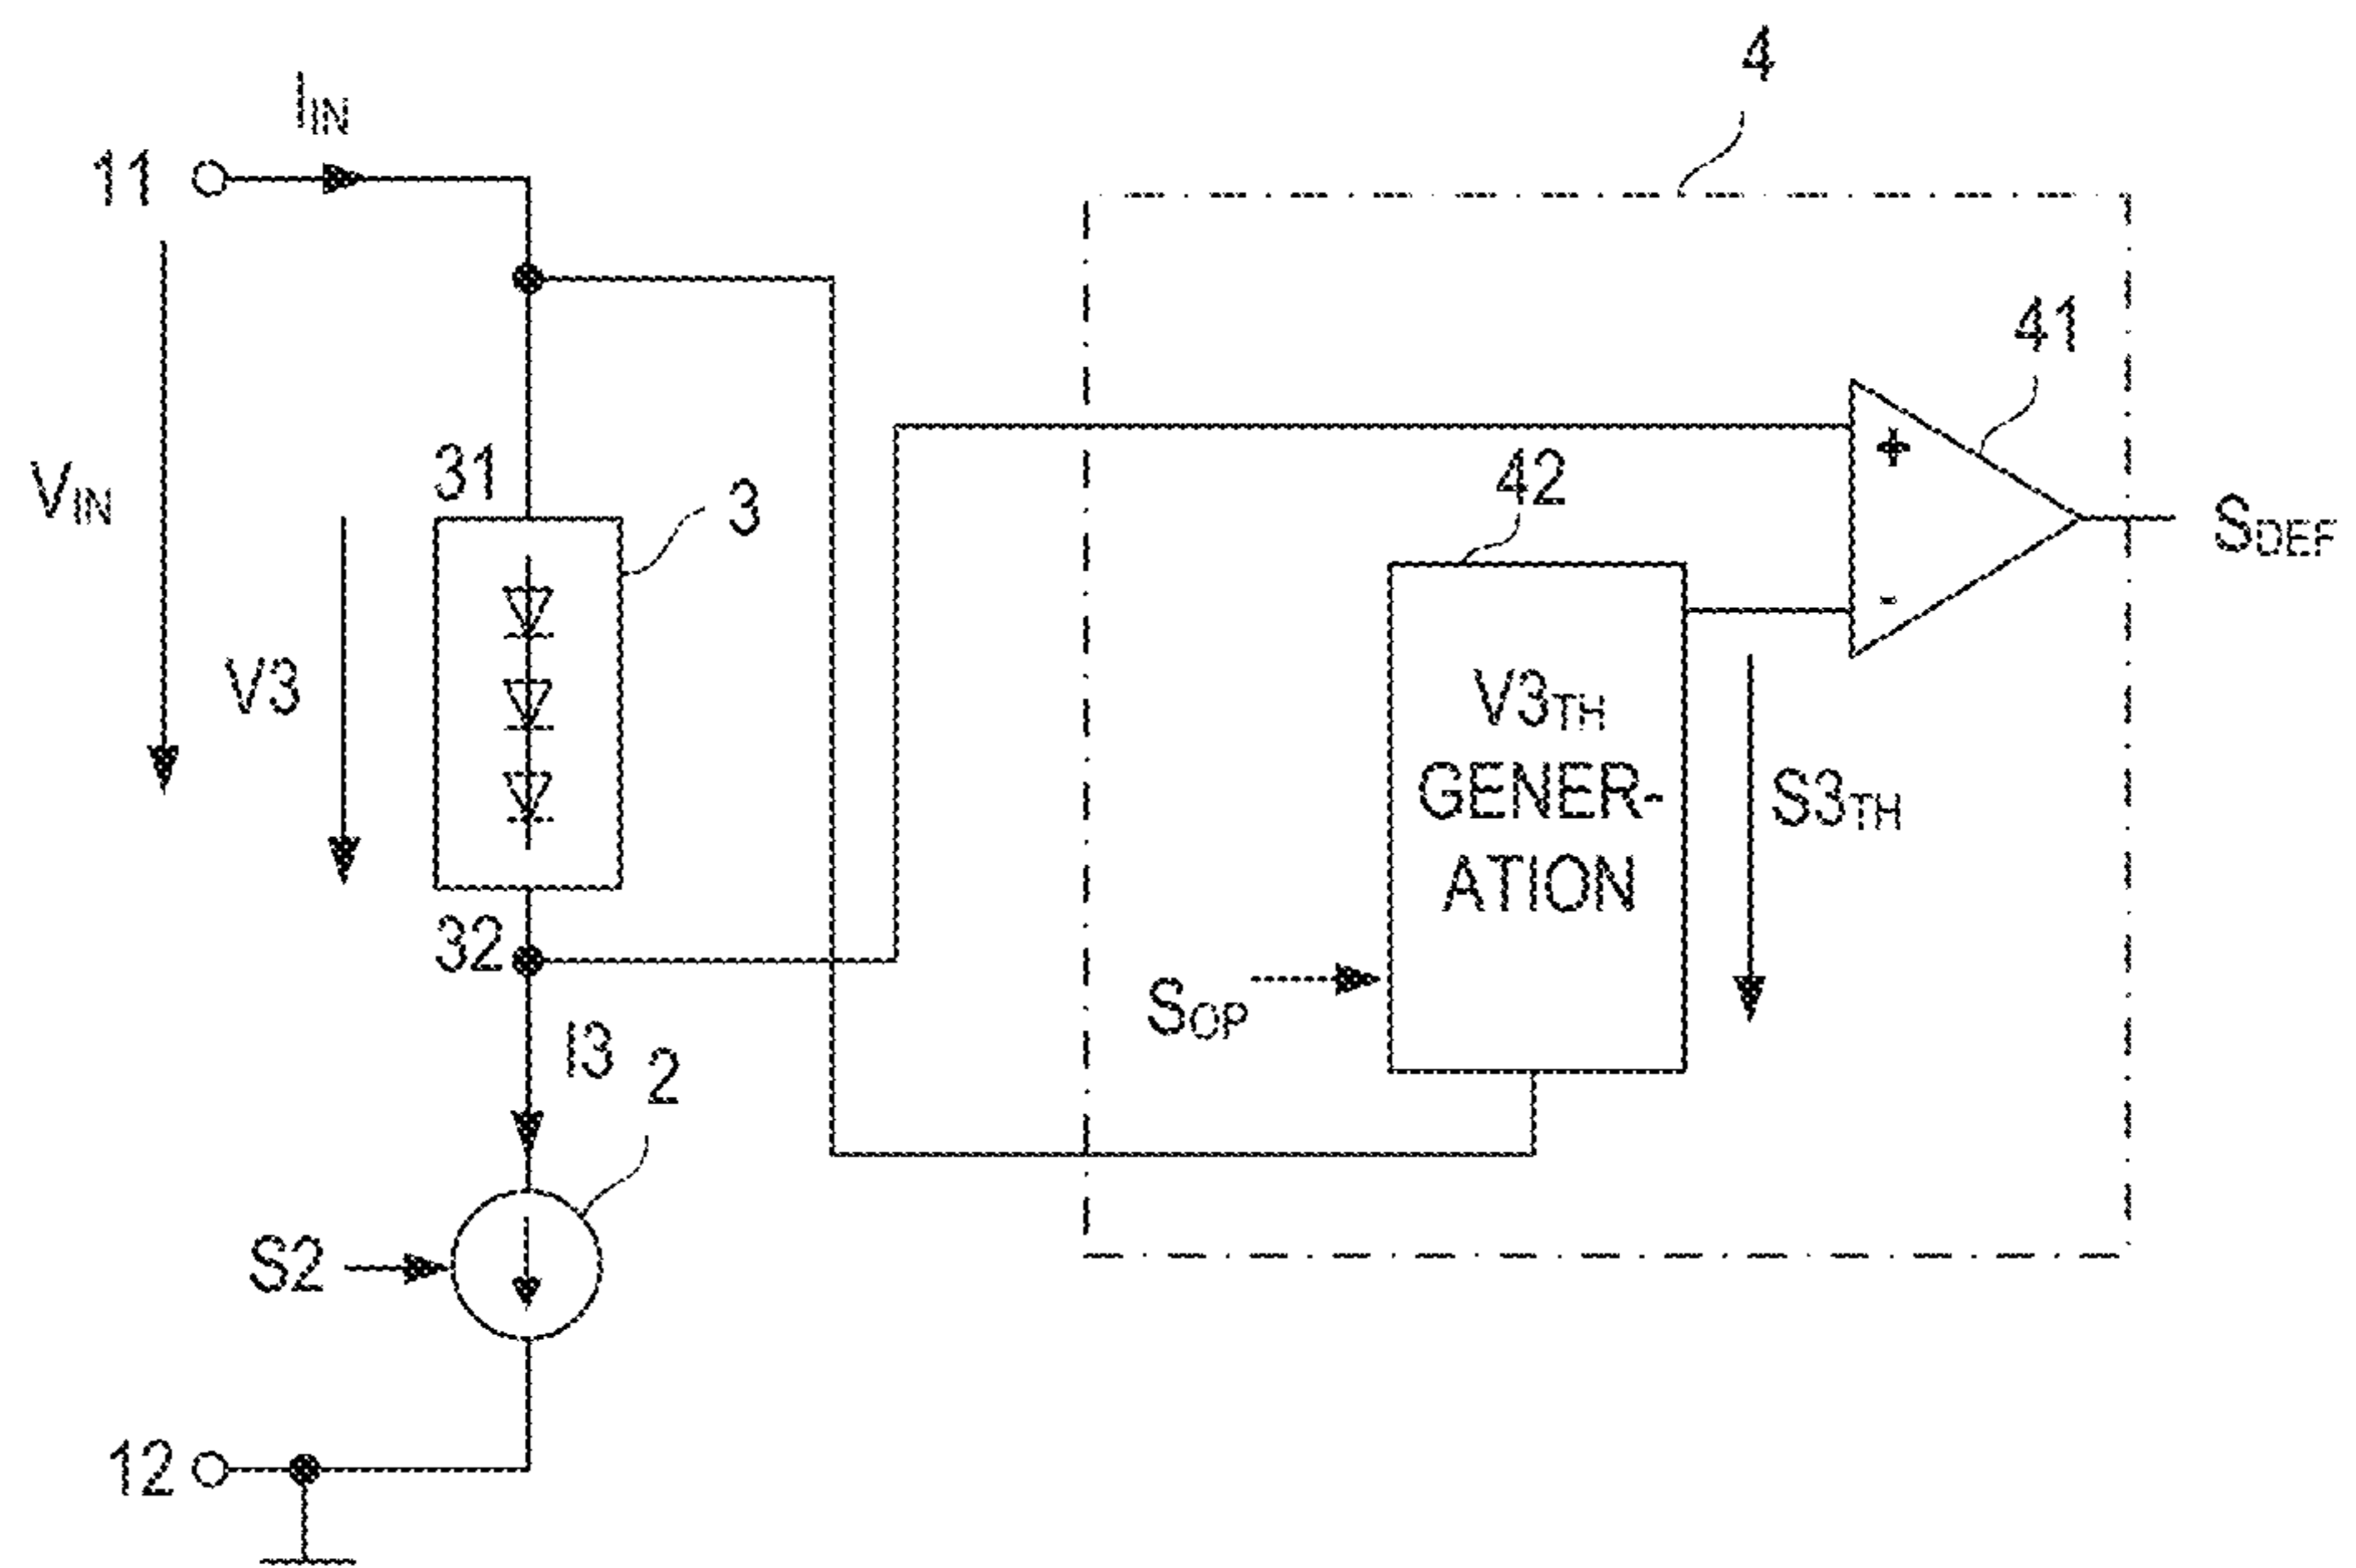 4
IIN
11
41
31
3
42
+
VIN
SDEF
-
V3
V3TH
GENER-
ATION
S3TH
32
SOP
I3
2
S2
12